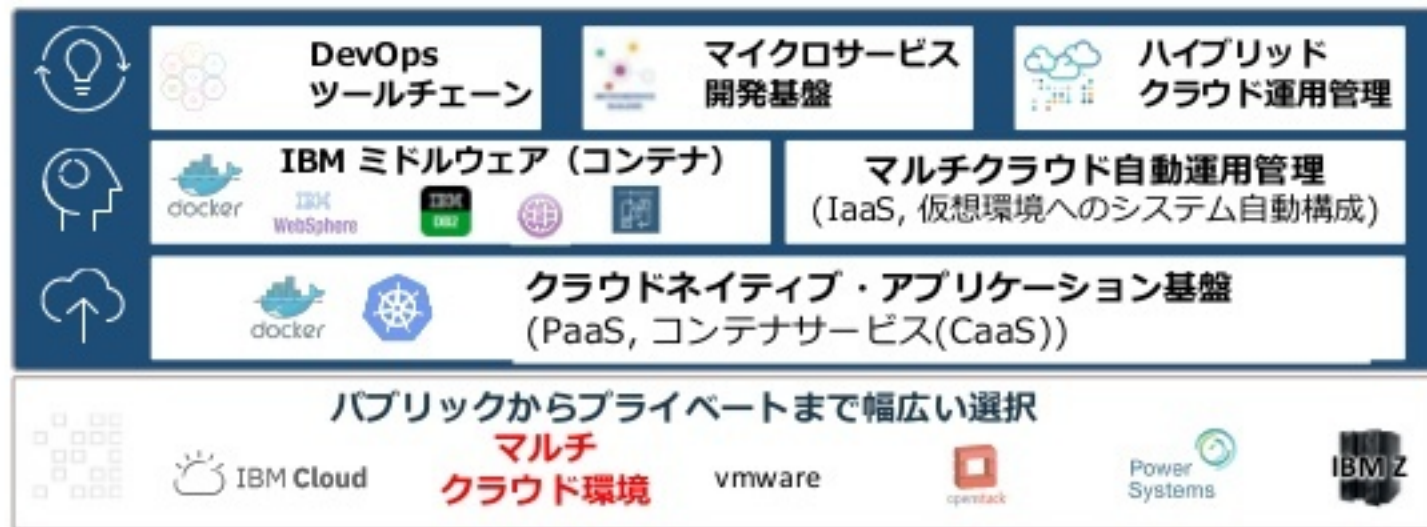 DevOps
ツールチェーン
マイクロサービス
開発基盤
ハイブリッド
クラウド運用管理
IBM ミドルウェア（コンテナ）
docker
IBM
WebSphere
IBM
DB2
マルチクラウド自動運用管理
(IaaS, 仮想環境へのシステム自動構成)
docker
クラウドネイティブ・アプリケーション基盤
(PaaS, コンテナサービス(CaaS))
パブリックからプライベートまで幅広い選択
IBM Cloud
マルチ
クラウド環境
vmware
openstack
Power
Systems
IBM Z